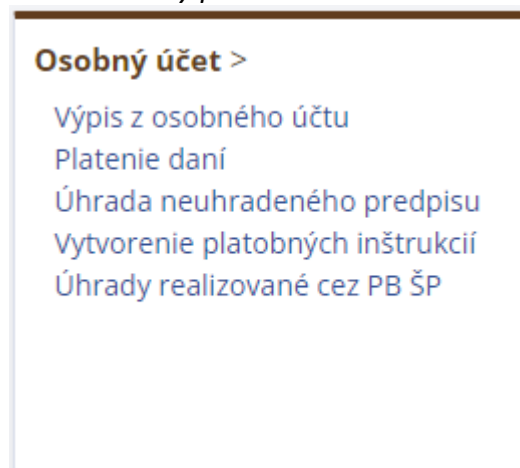 Osobný účet >
Výpis z osobného účtu
Platenie daní
Úhrada neuhradeného predpisu
Vytvorenie platobných inštrukcií
Úhrady realizované cez PB ŠP